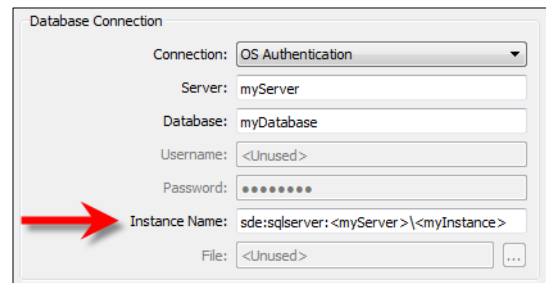 Database Connection
Connection: OS Authentication
Server: myServer
Database: myDatabase
Username: <Unused>
Password: ●●●●●●●●
Instance Name: sde:sqlserver:<myServer>\<myInstance>
File: <Unused> ...